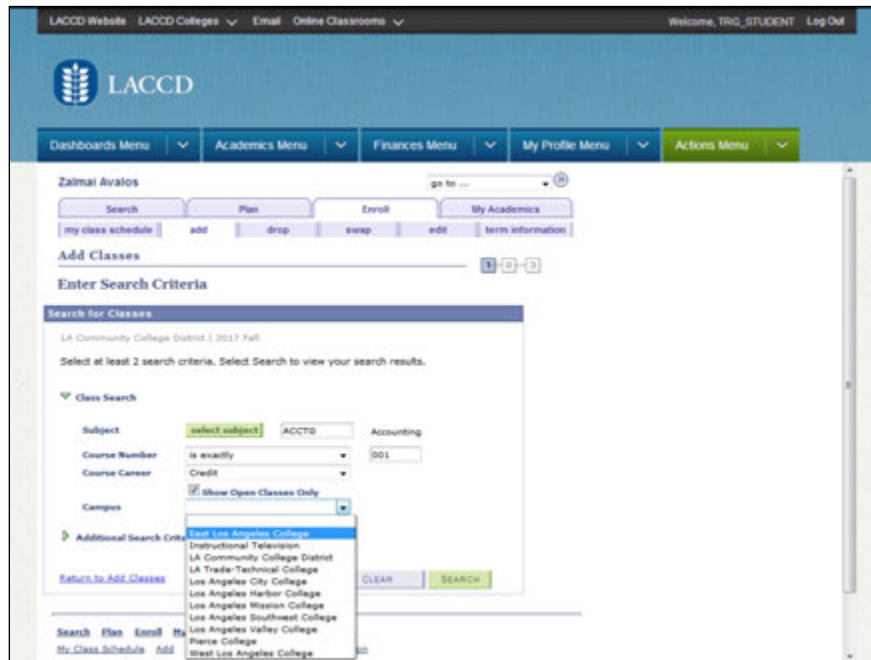 LACCD Website LACCD Colleges Email Online Classrooms Welcome, TRG_STUDENT Log Out
LACCD
Dashboards Menu Academics Menu Finances Menu My Profile Menu Actions Menu
Zalmai Avalos go to ...
Search Plan Enroll My Academics
my class schedule add drop swap edit term information
Add Classes
1 2 3
Enter Search Criteria
Search for Classes
LA Community College District | 2017 Fall
Select at least 2 search criteria. Select Search to view your search results.
Class Search
Subject select subject ACCTG Accounting
Course Number is exactly 001
Course Career Credit
Show Open Classes Only
Campus
East Los Angeles College
Additional Search
Instructional Television
LA Community College District
LA Trade-Technical College
Return to Add Classes Los Angeles City College CLEAR SEARCH
Los Angeles Harbor College
Los Angeles Mission College
Los Angeles Southwest College
Search Plan Enroll Los Angeles Valley College
Pierce College
My Class Schedule Add West Los Angeles College